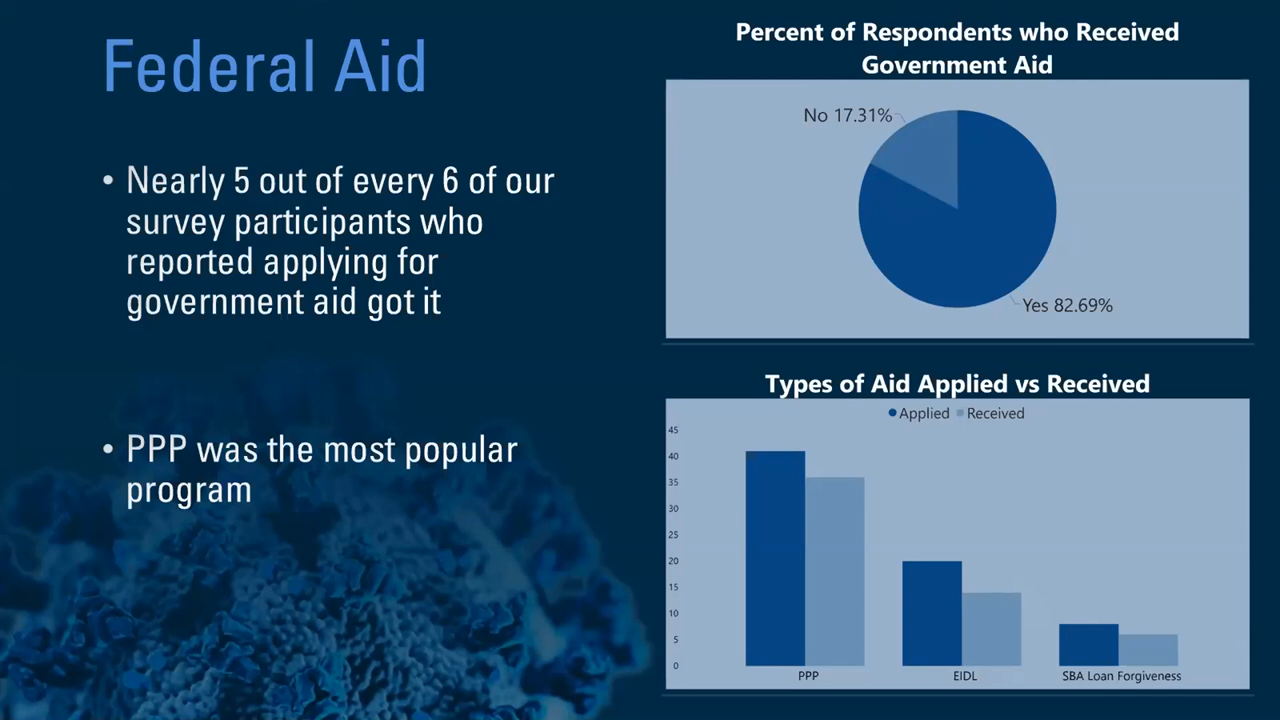 Federal Aid
• Nearly 5 out of every 6 of our
survey participants who
reported applying for
government aid got it
• PPP was the most popular
program
Percent of Respondents who Received
Government Aid
No 17.31%
Yes 82.69%
Types of Aid Applied vs Received
Applied Received
45
40
35
30
25
20
15
10
5
0
PPP EIDL SBA Loan Forgiveness